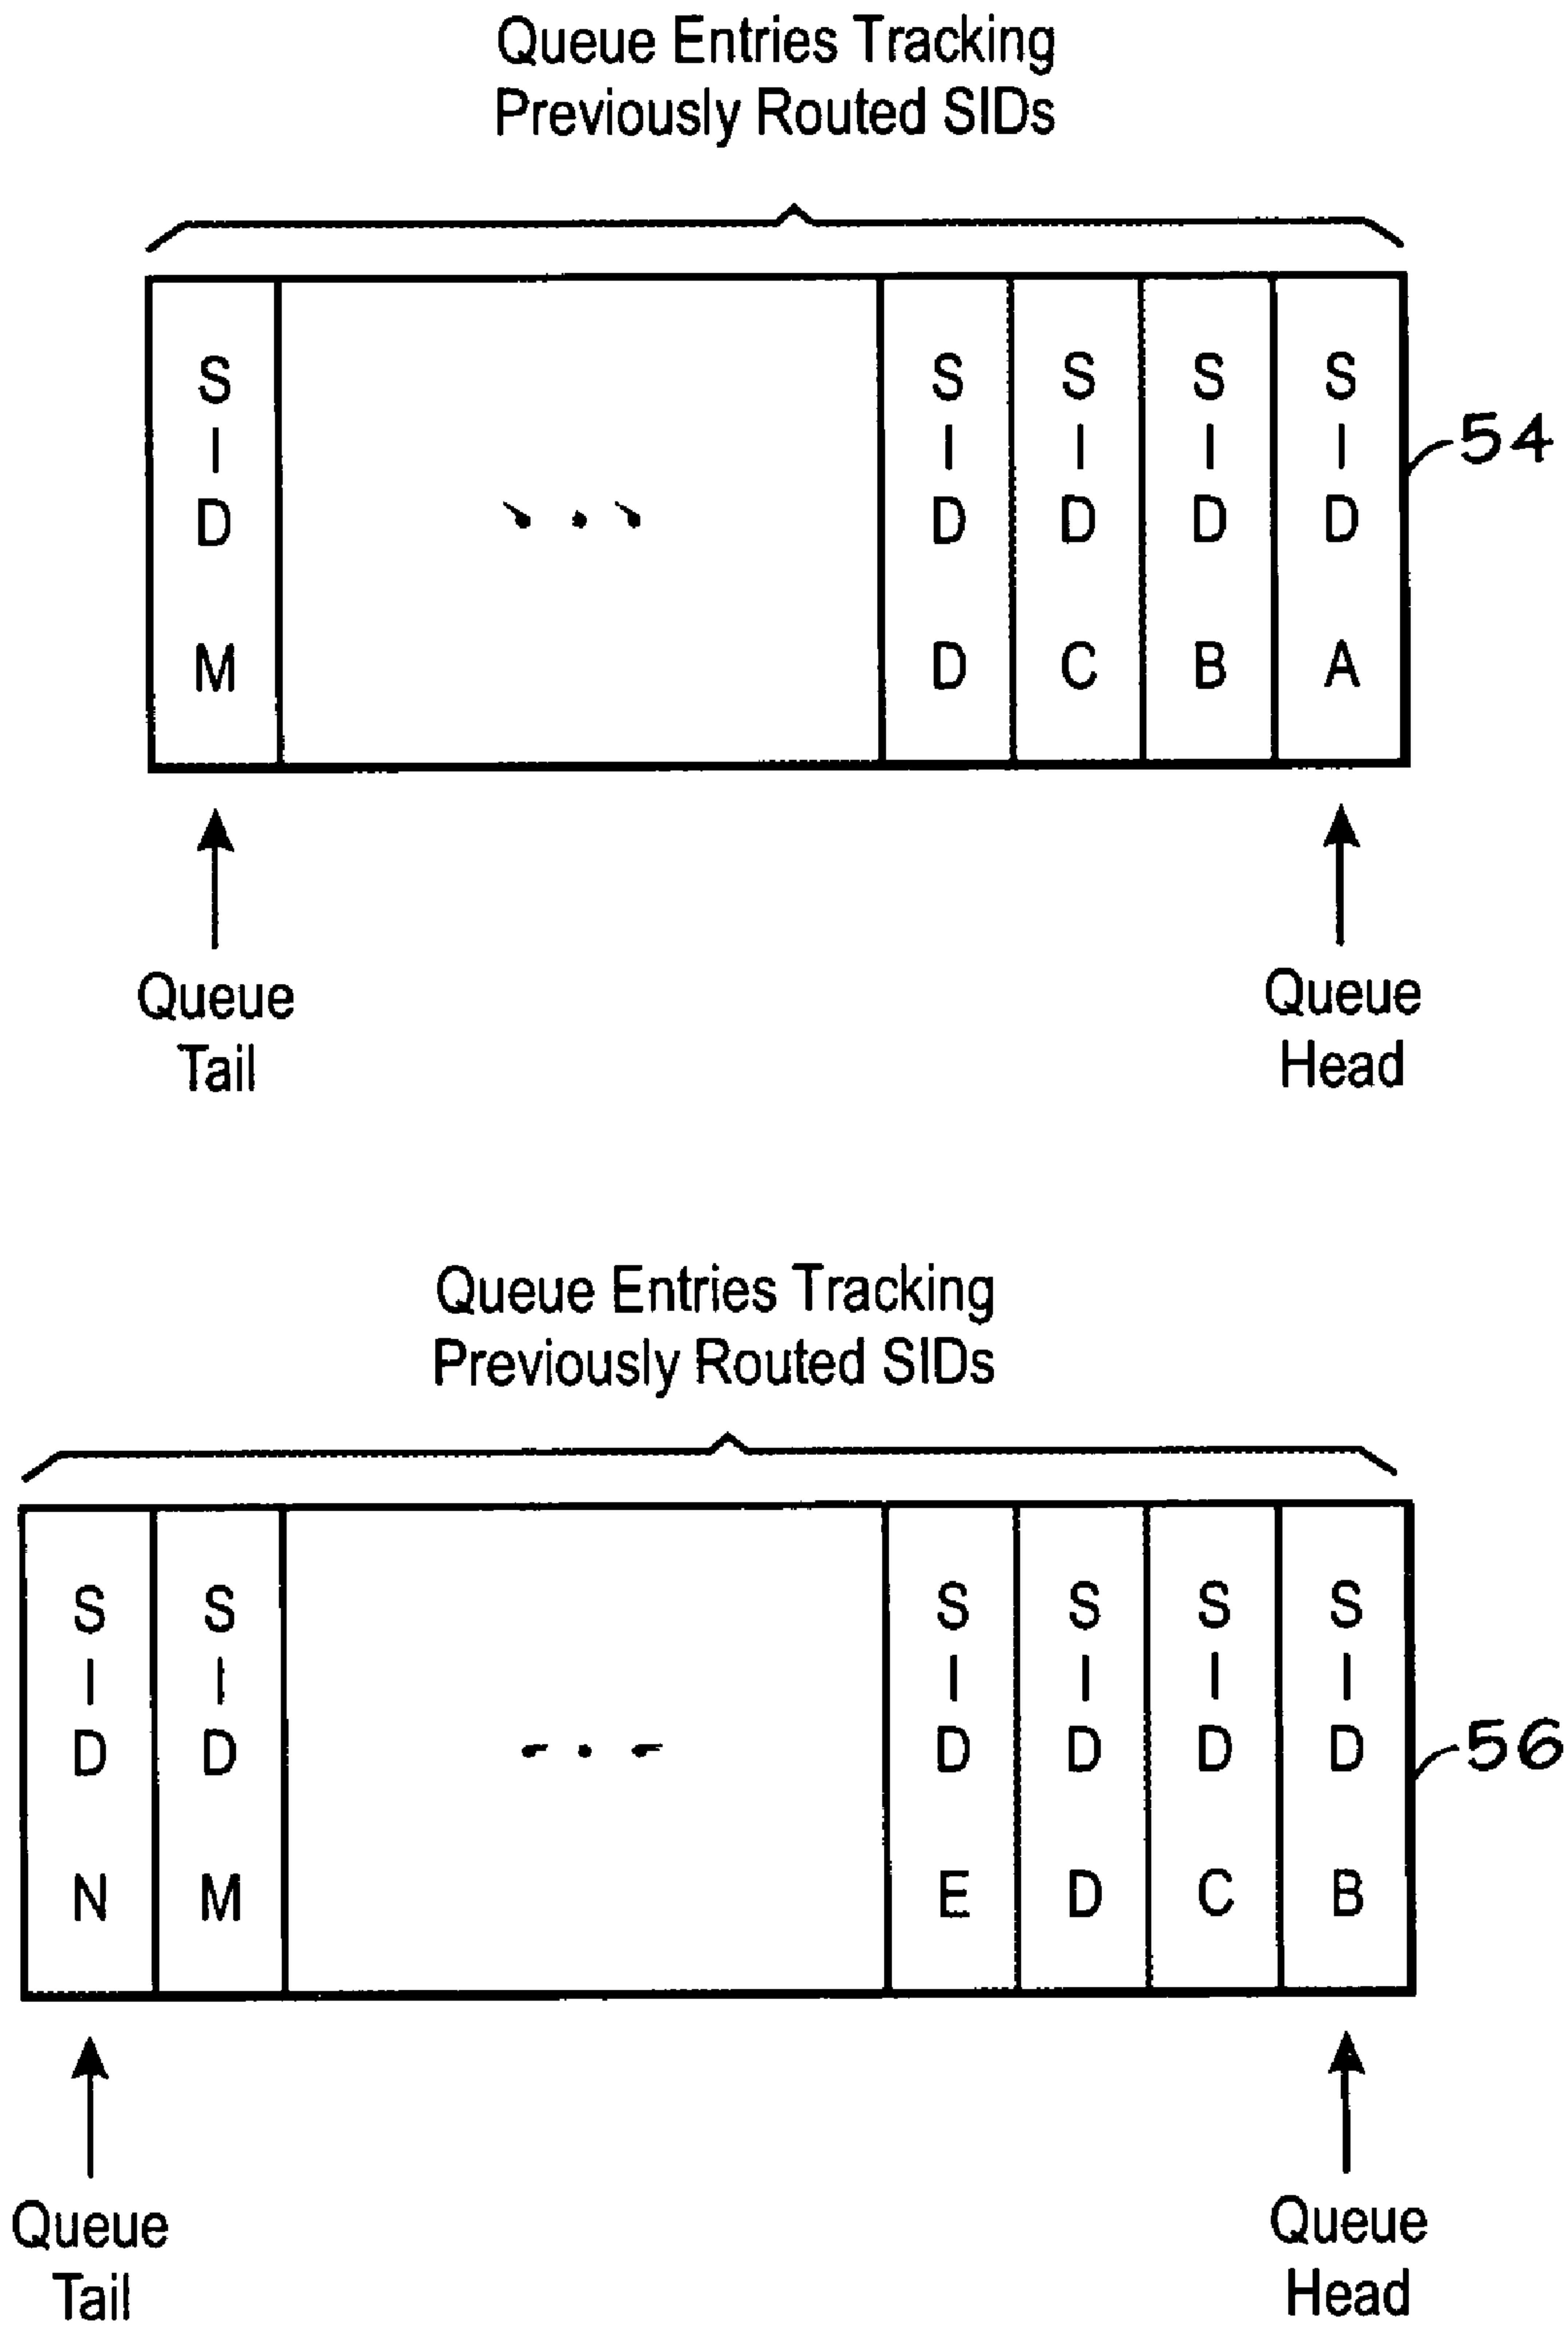 Queue Entries Tracking
Previously Routed SIDs
S S S S S
I I I I I
D D D D D
M D C B A
54
Queue Queue
Tail Head
Queue Entries Tracking
Previously Routed SIDs
S S S S S S
I I I I I I
D D D D D D
N M E D C B
56
Queue Queue
Tail Head